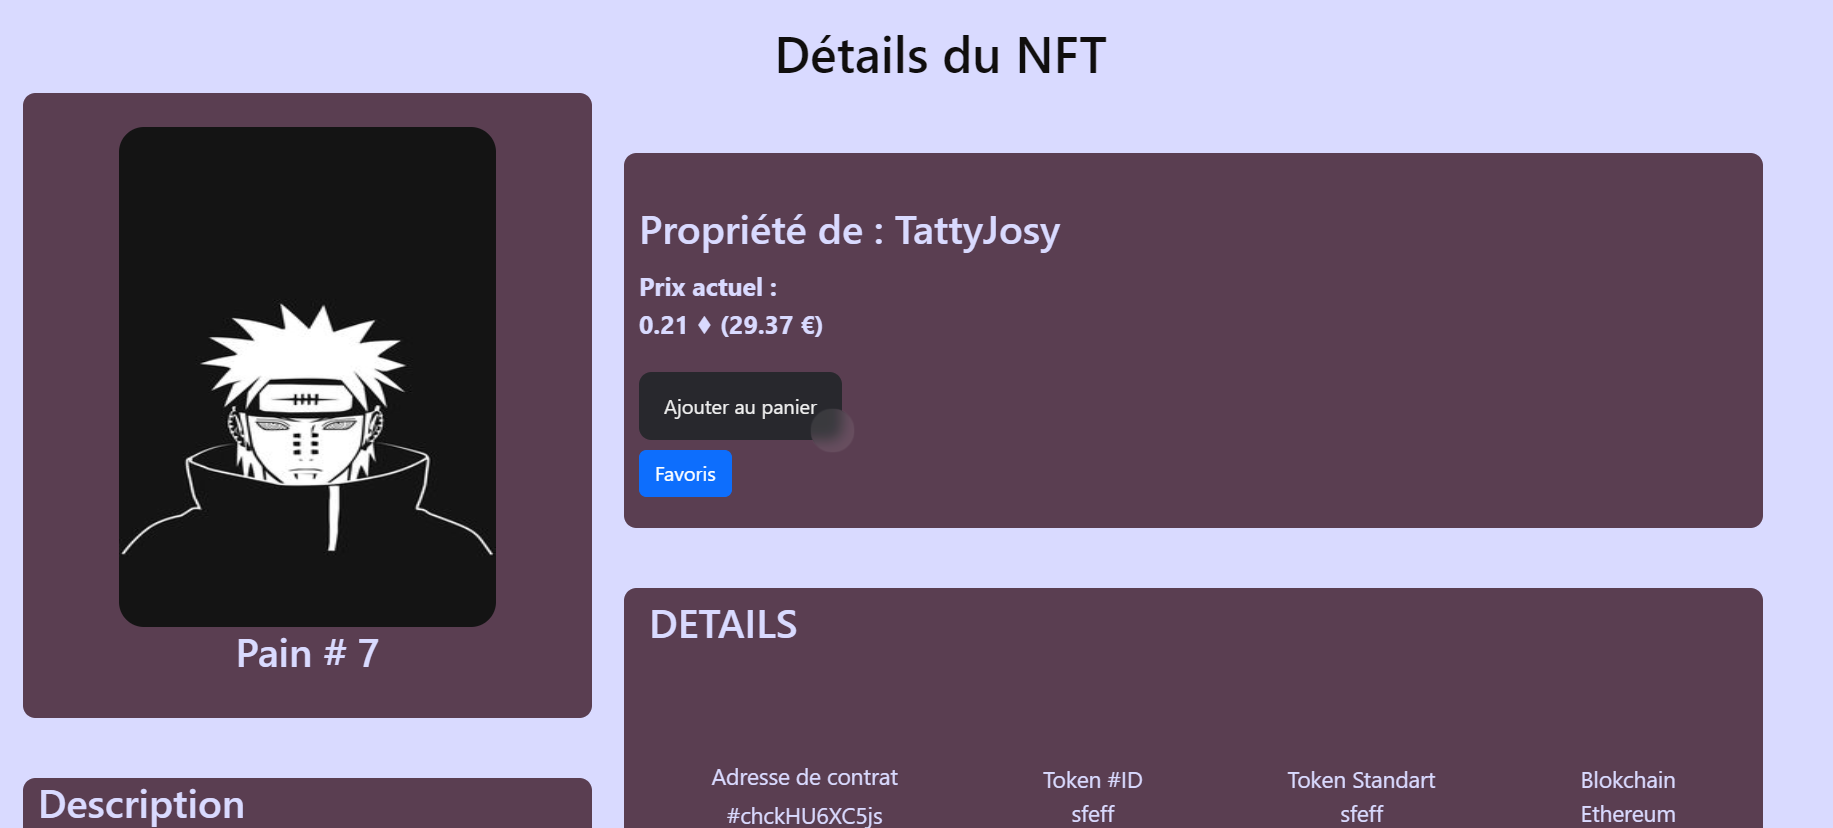 Détails du NFT
Pain # 7
Description
Propriété de : TattyJosy
Prix actuel :
0.21 ♦ (29.37 €)
Ajouter au panier
Favoris
DETAILS
Adresse de contrat
#chckHU6XC5js
Token #ID
sfeff
Token Standart
sfeff
Blokchain
Ethereum